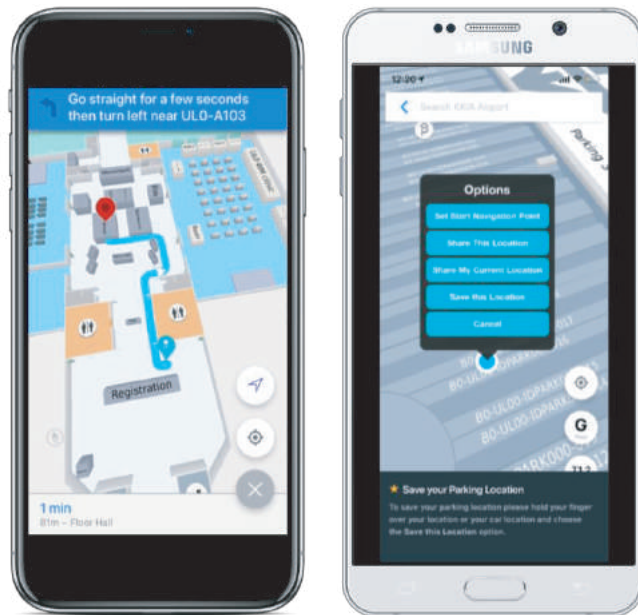 Go straight for a few seconds
then turn left near UL0-A103
Registration
1 min
81m – Floor Hall
SAMSUNG
12:20
Search KKIA Airport
Parking 3
Options
Set Start Navigation Point
Share This Location
Share My Current Location
Save this Location
Cancel
G
Save your Parking Location
To save your parking location please hold your finger
over your location or your car location and choose
the Save this Location option.